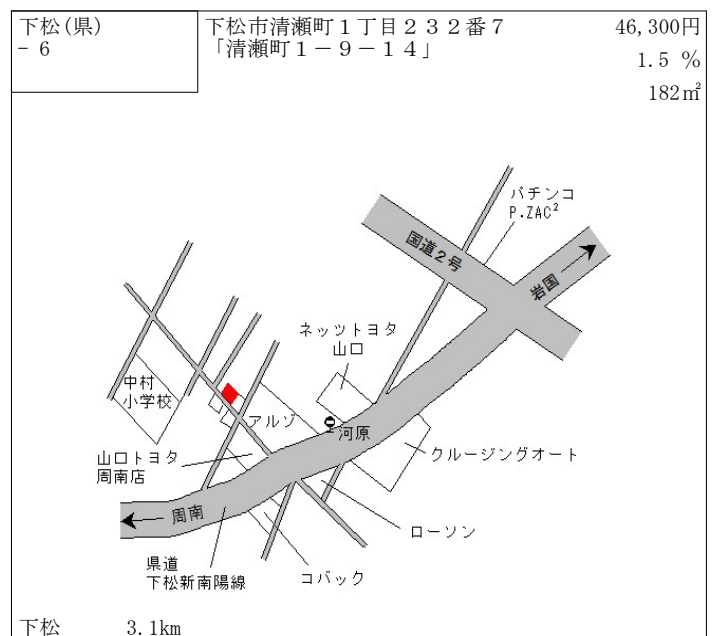 下松(県)
－6
下松市清瀬町１丁目２３２番７
「清瀬町１－９－１４」
46,300円
1.5 %
182㎡
パチンコ
P.ZAC²
国道２号
岩国
ネッツトヨタ
山口
中村
小学校
アルゾ
河原
山口トヨタ
周南店
クルージングオート
周南
ローソン
県道
下松新南陽線
コバック
下松 3.1km